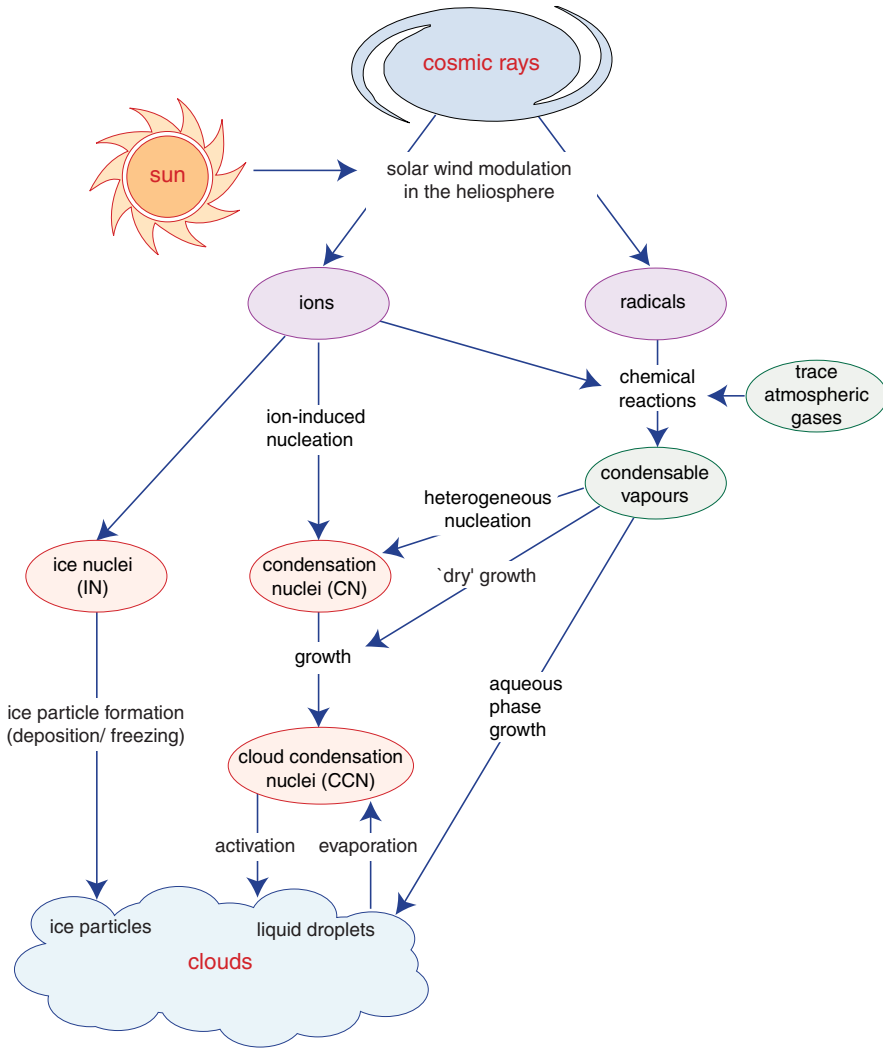 cosmic rays
sun
solar wind modulation
in the heliosphere
ions
radicals
chemical
reactions
trace
atmospheric
gases
ion-induced
nucleation
condensable
vapours
heterogeneous
nucleation
ice nuclei
(IN)
condensation
nuclei (CN)
`dry' growth
growth
aqueous
phase
growth
ice particle formation
(deposition/ freezing)
cloud condensation
nuclei (CCN)
activation
evaporation
ice particles
liquid droplets
clouds